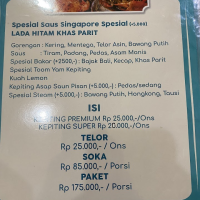 Spesial Saus Singapore Spesial (+5.000)
LADA HITAM KHAS PARIT
Gorengan : Kering, Mentega, Telor Asin, Bawang Putih
Saus : Tiram, Padang, Pedas, Asam Manis
Spesial Bakar (+2500,-) : Bajak Bali, Kecap, Khas Parit
Spesial Teom Yam Kepiting
Kuah Lemon
Kepiting Asap Saun Pisan (+5.000,-) : Pedas/sedang
Spesial Steam (+5.000,-) : Bawang Putih, Hongkong, Tausi
ISI
KEPITING PREMIUM Rp 25.000,-/Ons
KEPITING SUPER Rp 20.000,-/Ons
TELOR
Rp 25.000,- / Ons
SOKA
Rp 85.000,- / Porsi
PAKET
Rp 175.000,- / Porsi